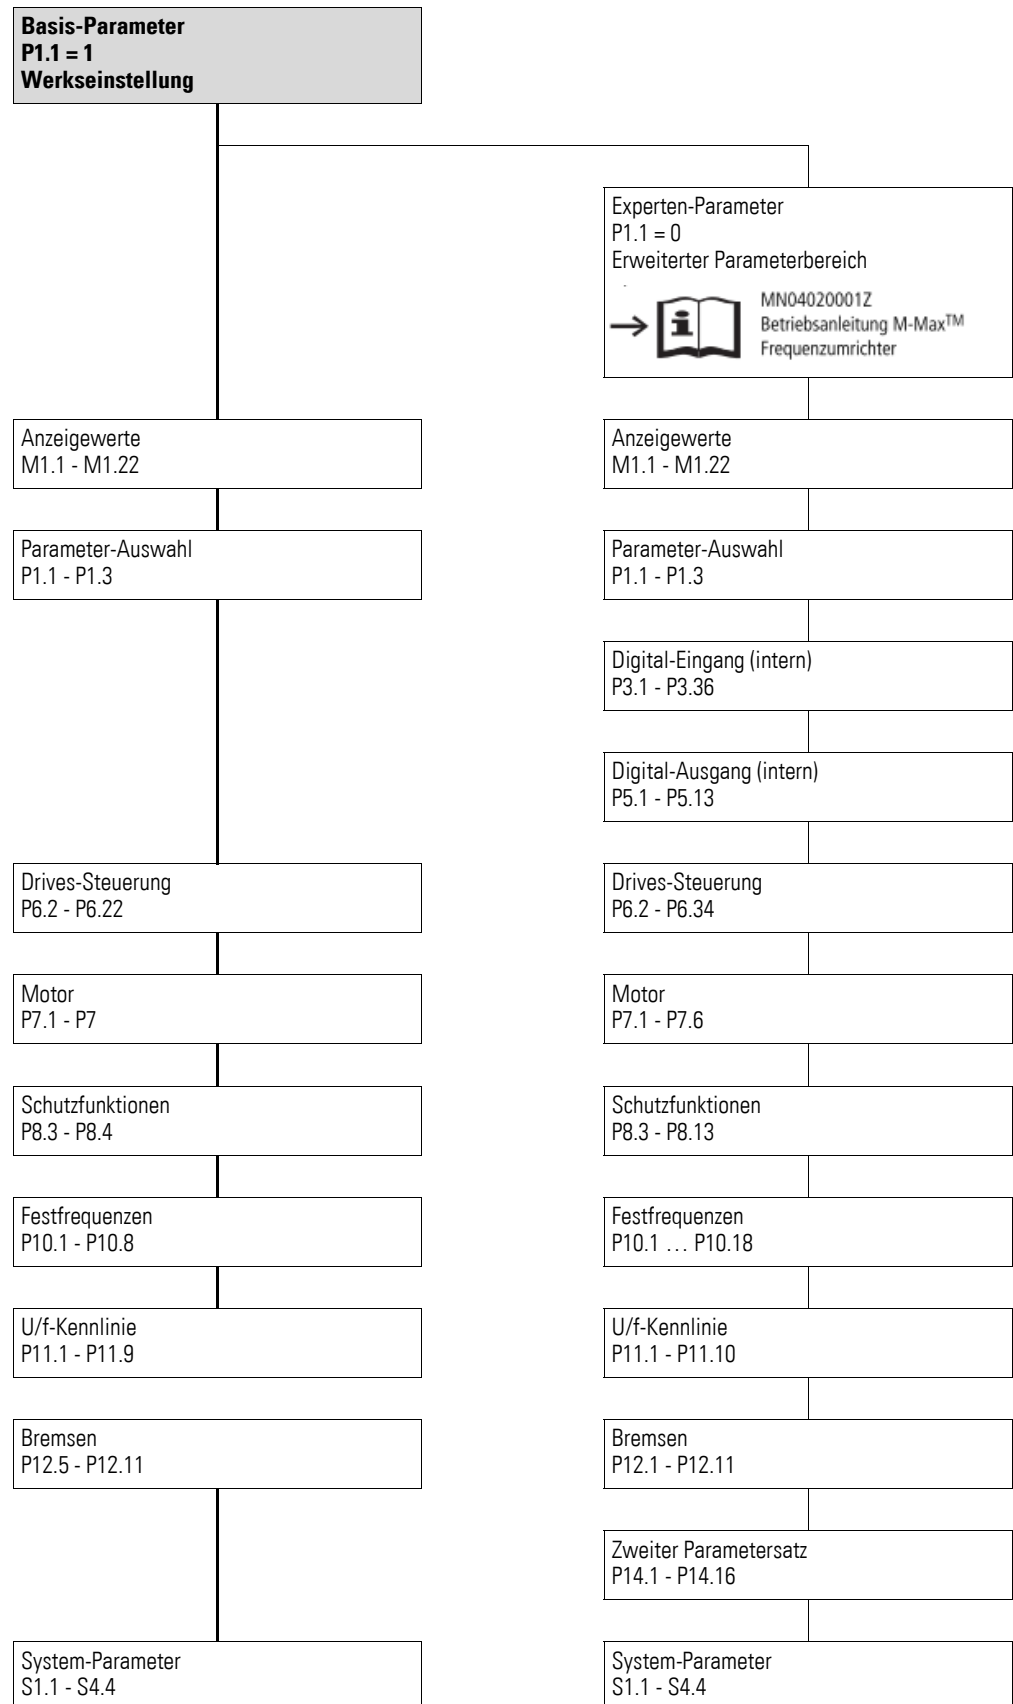 Basis-Parameter
P1.1 = 1
Werkseinstellung
Experten-Parameter
P1.1 = 0
Erweiterter Parameterbereich
MN04020001Z
Betriebsanleitung M-Max™
Frequenzumrichter
Anzeigewerte
M1.1 - M1.22
Anzeigewerte
M1.1 - M1.22
Parameter-Auswahl
P1.1 - P1.3
Parameter-Auswahl
P1.1 - P1.3
Digital-Eingang (intern)
P3.1 - P3.36
Digital-Ausgang (intern)
P5.1 - P5.13
Drives-Steuerung
P6.2 - P6.22
Drives-Steuerung
P6.2 - P6.34
Motor
P7.1 - P7
Motor
P7.1 - P7.6
Schutzfunktionen
P8.3 - P8.4
Schutzfunktionen
P8.3 - P8.13
Festfrequenzen
P10.1 - P10.8
Festfrequenzen
P10.1 … P10.18
U/f-Kennlinie
P11.1 - P11.9
U/f-Kennlinie
P11.1 - P11.10
Bremsen
P12.5 - P12.11
Bremsen
P12.1 - P12.11
Zweiter Parametersatz
P14.1 - P14.16
System-Parameter
S1.1 - S4.4
System-Parameter
S1.1 - S4.4